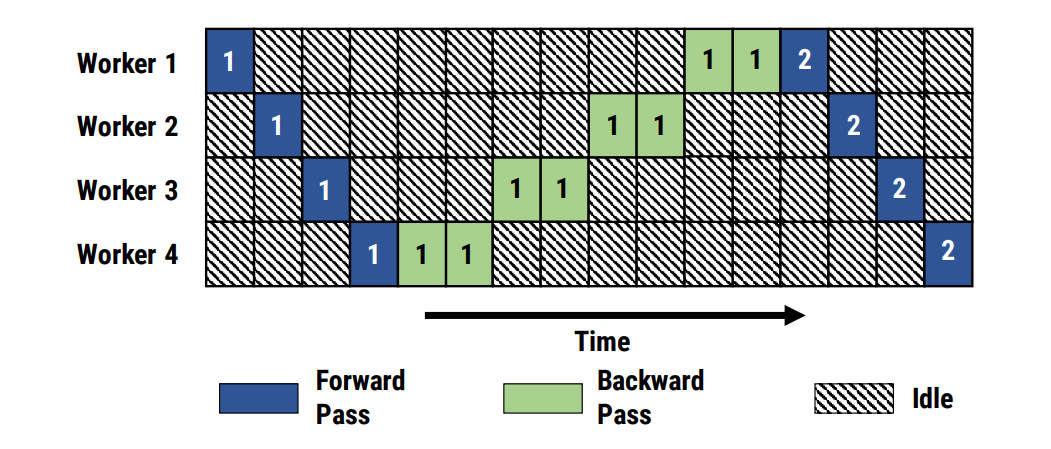 Worker 1 1 1 1 2
Worker 2 1 1 1 2
Worker 3 1 1 1 2
Worker 4 1 1 1 2
Time
Forward Pass
Backward Pass
Idle